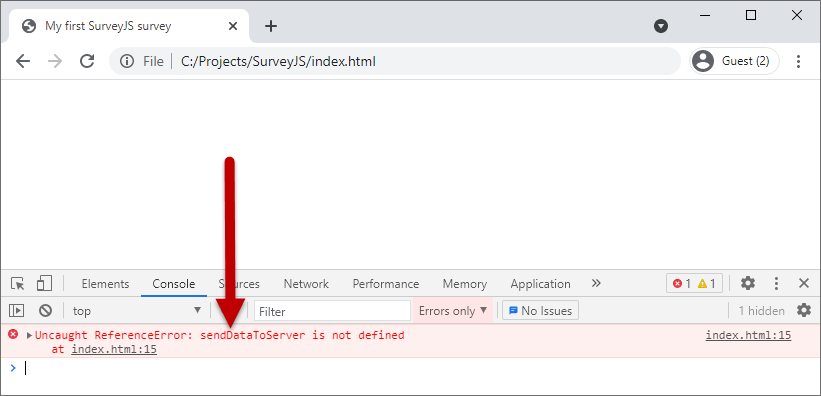 My first SurveyJS survey
File C:/Projects/SurveyJS/index.html Guest (2)
Elements Console Sources Network Performance Memory Application » 1 1
top Filter Errors only No Issues 1 hidden
Uncaught ReferenceError: sendDataToServer is not defined index.html:15
at index.html:15